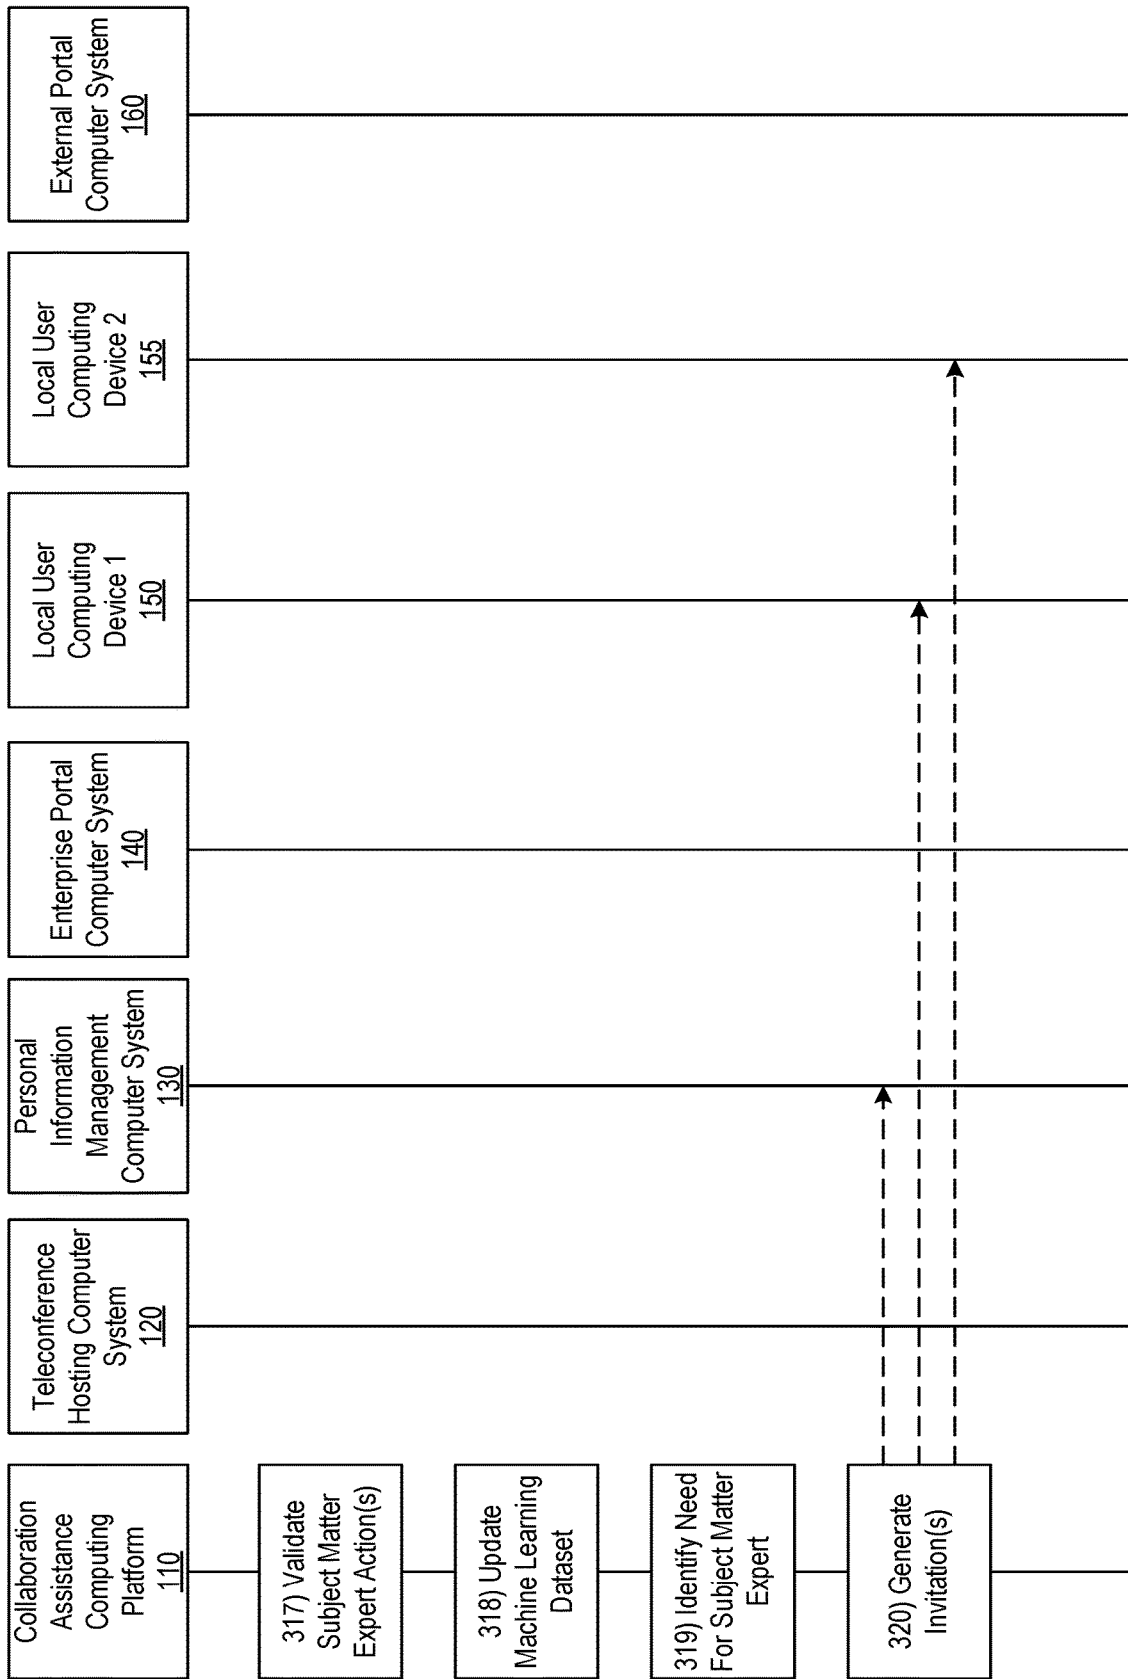 Collaboration
Assistance
Computing
Platform
110
Teleconference
Hosting Computer
System
120
Personal
Information
Management
Computer System
130
Enterprise Portal
Computer System
140
Local User
Computing
Device 1
150
Local User
Computing
Device 2
155
External Portal
Computer System
160
317) Validate
Subject Matter
Expert Action(s)
318) Update
Machine Learning
Dataset
319) Identify Need
For Subject Matter
Expert
320) Generate
Invitation(s)